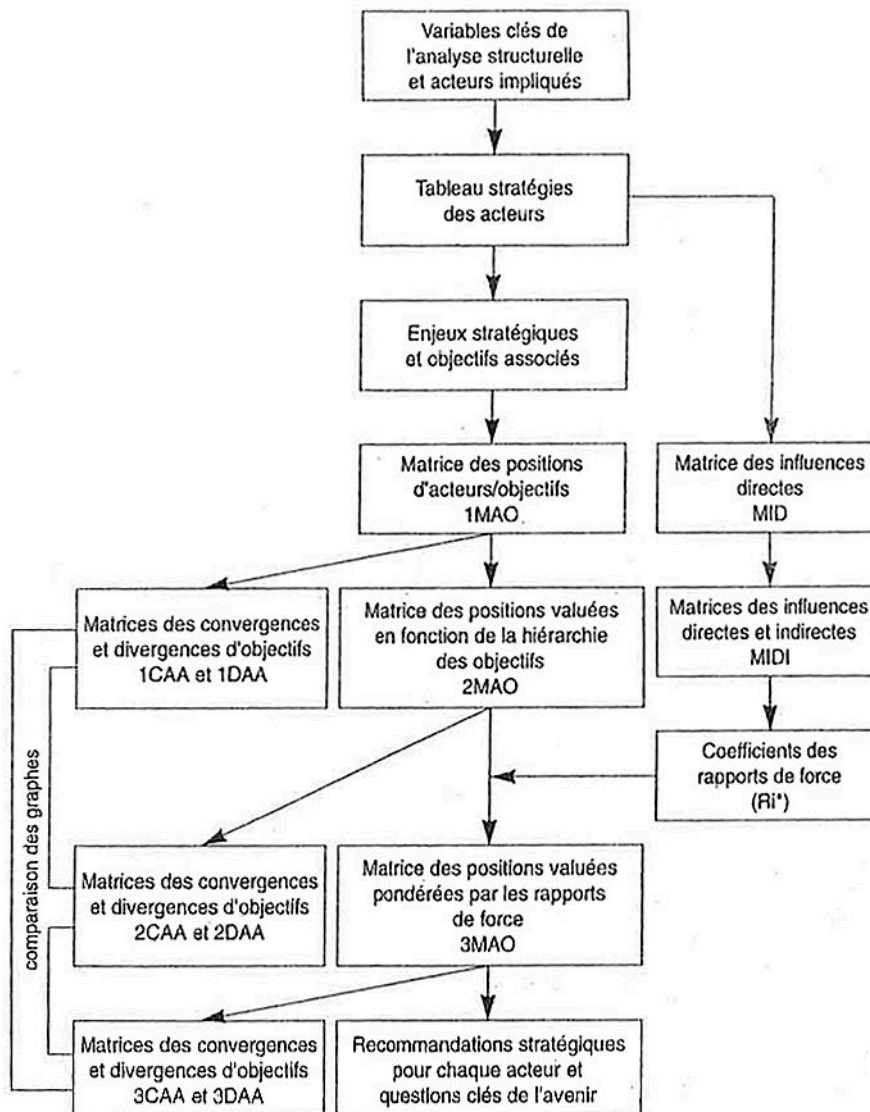 Variables clés de
l'analyse structurelle
et acteurs impliqués
Tableau stratégies
des acteurs
Enjeux stratégiques
et objectifs associés
Matrice des positions
d'acteurs/objectifs
1MAO
Matrice des influences
directes
MID
Matrices des convergences
et divergences d'objectifs
1CAA et 1DAA
Matrice des positions valuées
en fonction de la hiérarchie
des objectifs
2MAO
Matrices des influences
directes et indirectes
MIDI
Coefficients des
rapports de force
(Ri*)
comparaison des graphes
Matrices des convergences
et divergences d'objectifs
2CAA et 2DAA
Matrice des positions valuées
pondérées par les rapports
de force
3MAO
Matrices des convergences
et divergences d'objectifs
3CAA et 3DAA
Recommandations stratégiques
pour chaque acteur et
questions clés de l'avenir